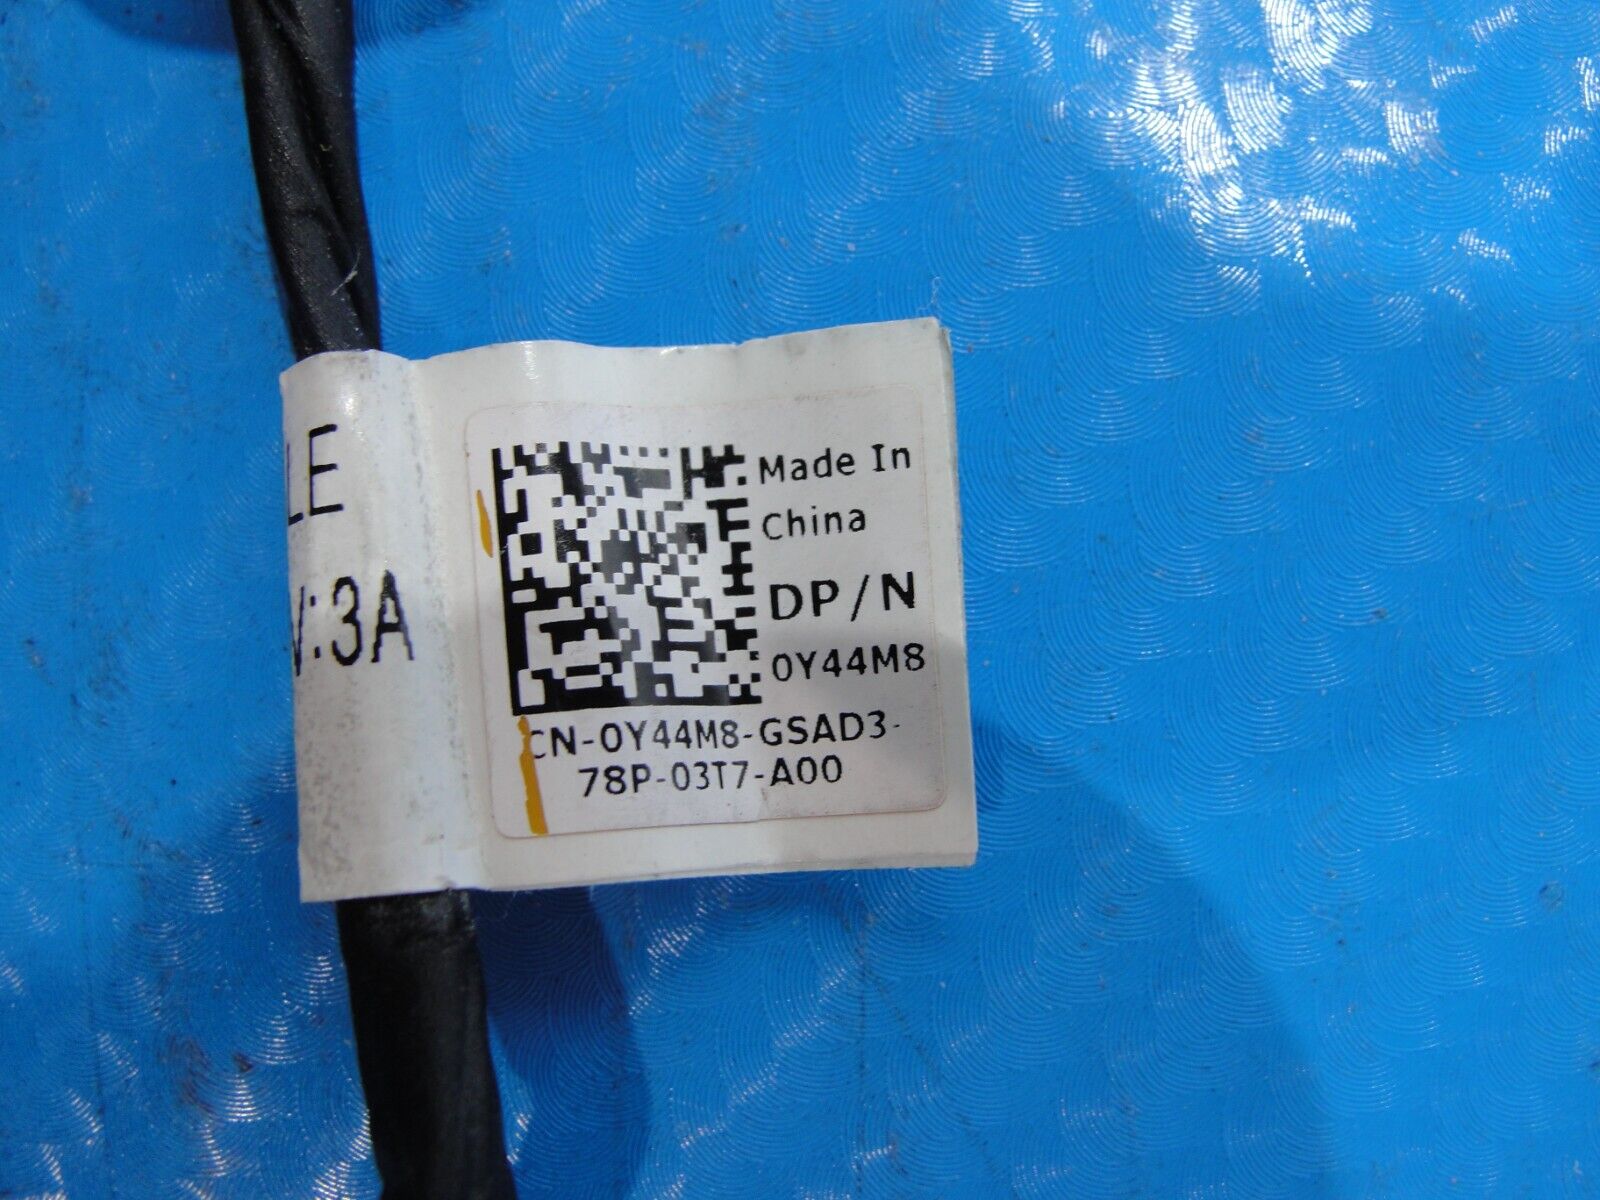 LE
V:3A
Made In
China
DP/N
0Y44M8
CN-0Y44M8-GSAD3-
78P-03T7-A00